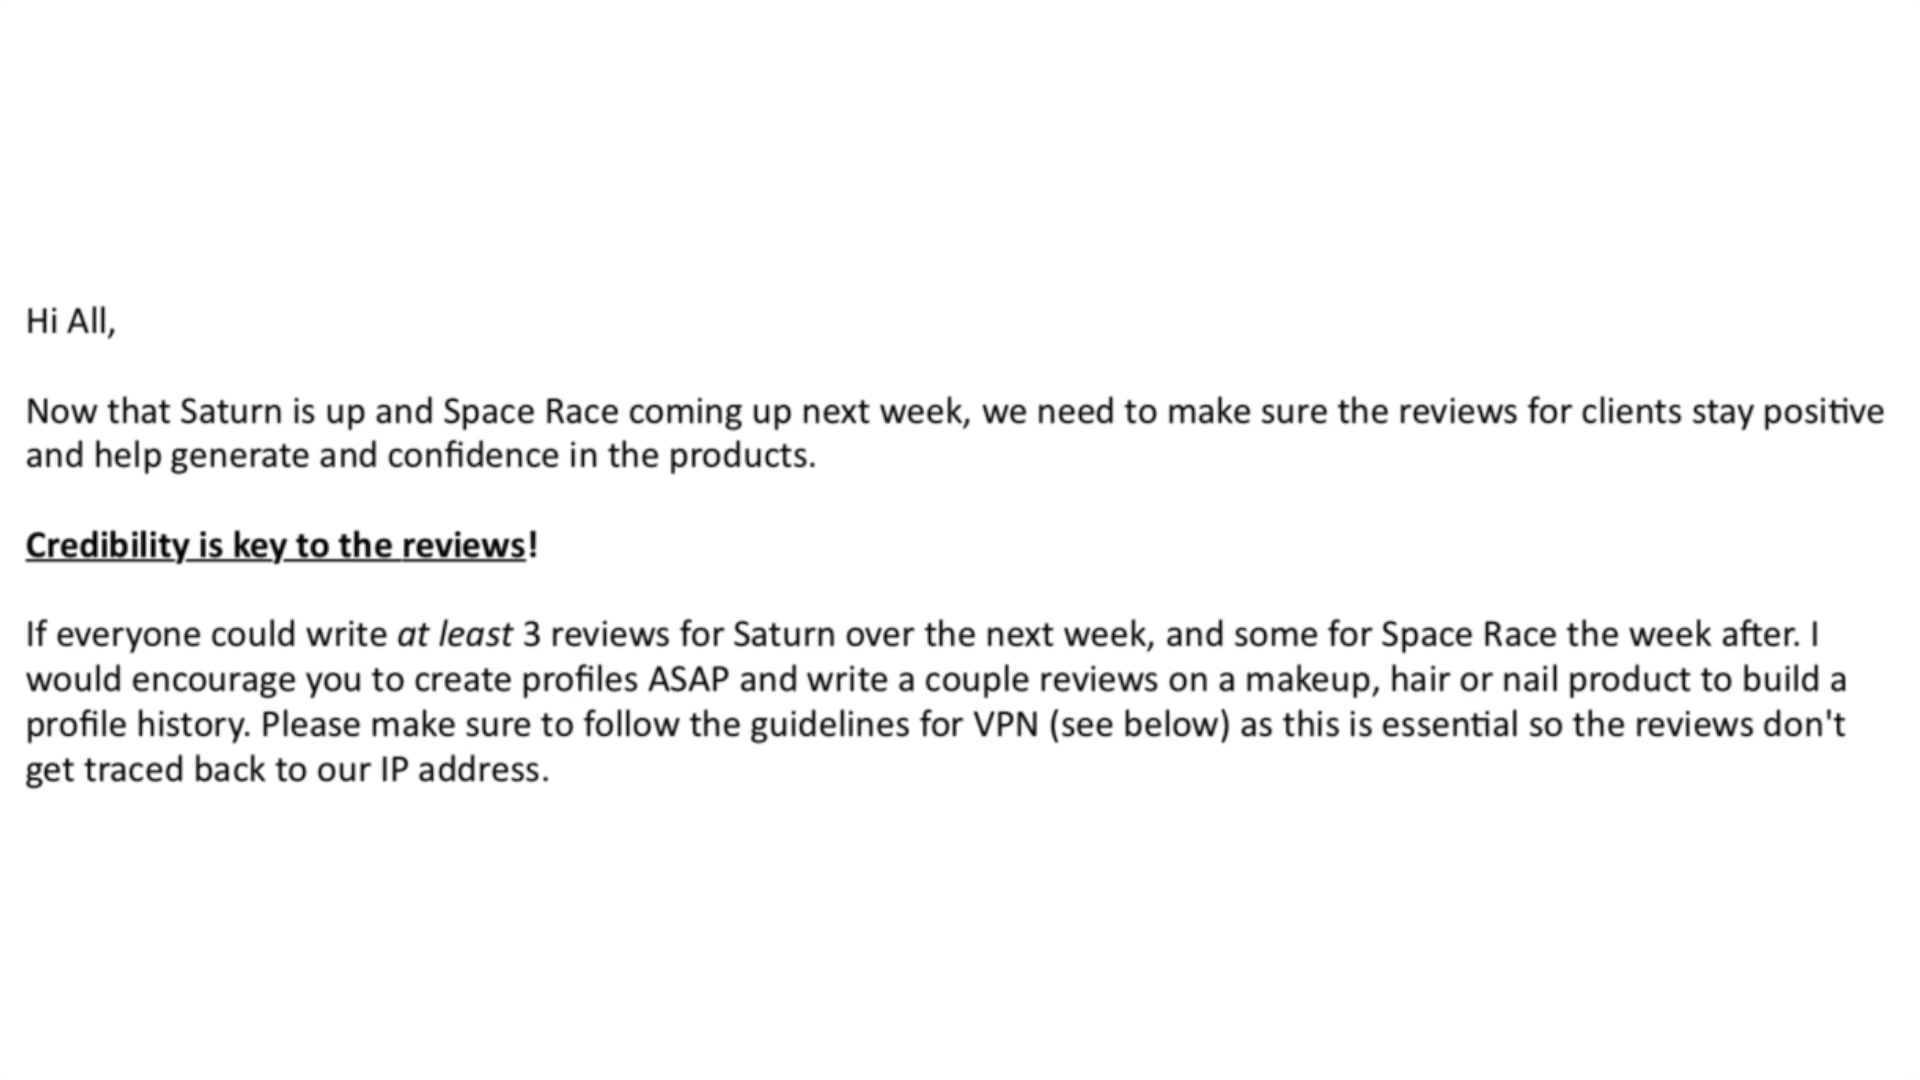 Hi All,
Now that Saturn is up and Space Race coming up next week, we need to make sure the reviews for clients stay positive
and help generate and confidence in the products.
Credibility is key to the reviews!
If everyone could write at least 3 reviews for Saturn over the next week, and some for Space Race the week after. I
would encourage you to create profiles ASAP and write a couple reviews on a makeup, hair or nail product to build a
profile history. Please make sure to follow the guidelines for VPN (see below) as this is essential so the reviews don't
get traced back to our IP address.